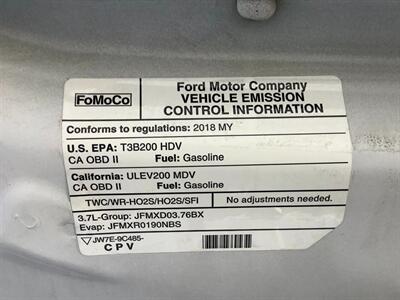 FoMoCo
Ford Motor Company
VEHICLE EMISSION
CONTROL INFORMATION
Conforms to regulations: 2018 MY
U.S. EPA: T3B200 HDV
CA OBD II Fuel: Gasoline
California: ULEV200 MDV
CA OBD II Fuel: Gasoline
TWC/WR-HO2S/HO2S/SFI No adjustments needed.
3.7L-Group: JFMXD03.76BX
Evap: JFMXR0190NBS
JW7E-9C485-
CPV